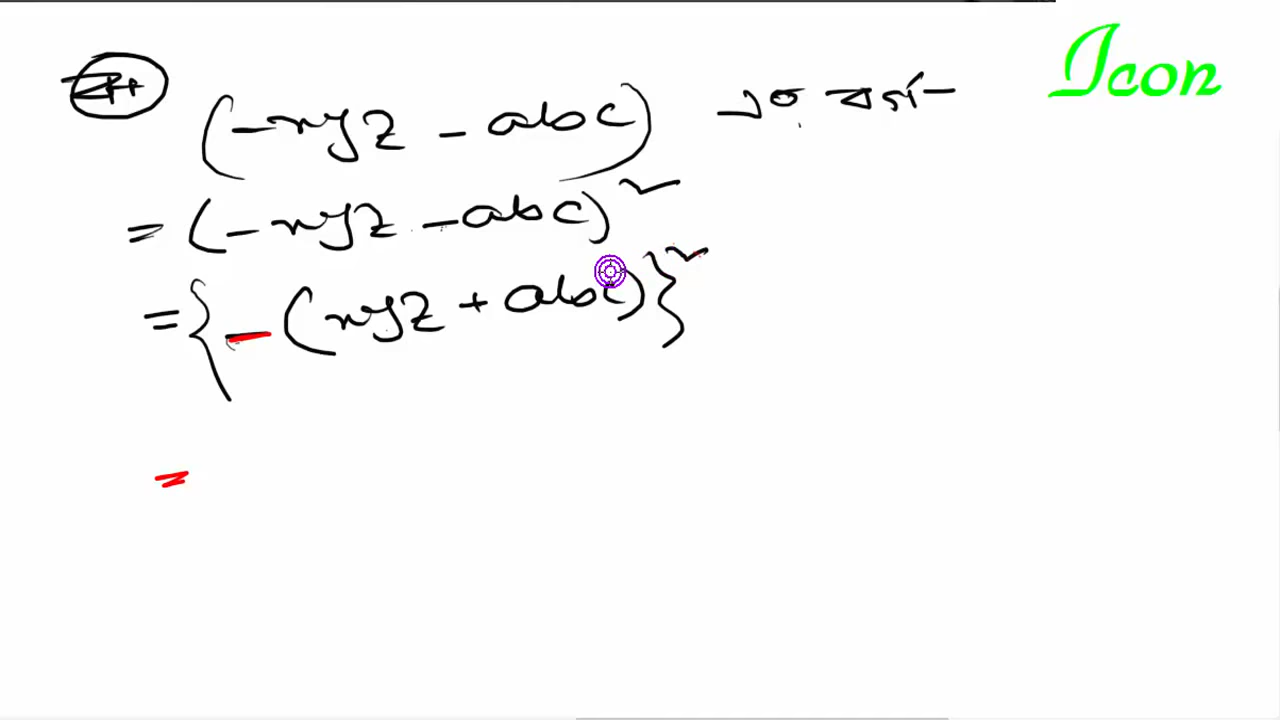 Icon
(-xyz - abc) এর বর্গ
= (-xyz - abc)²
= {-(xyz + abc)}²
=